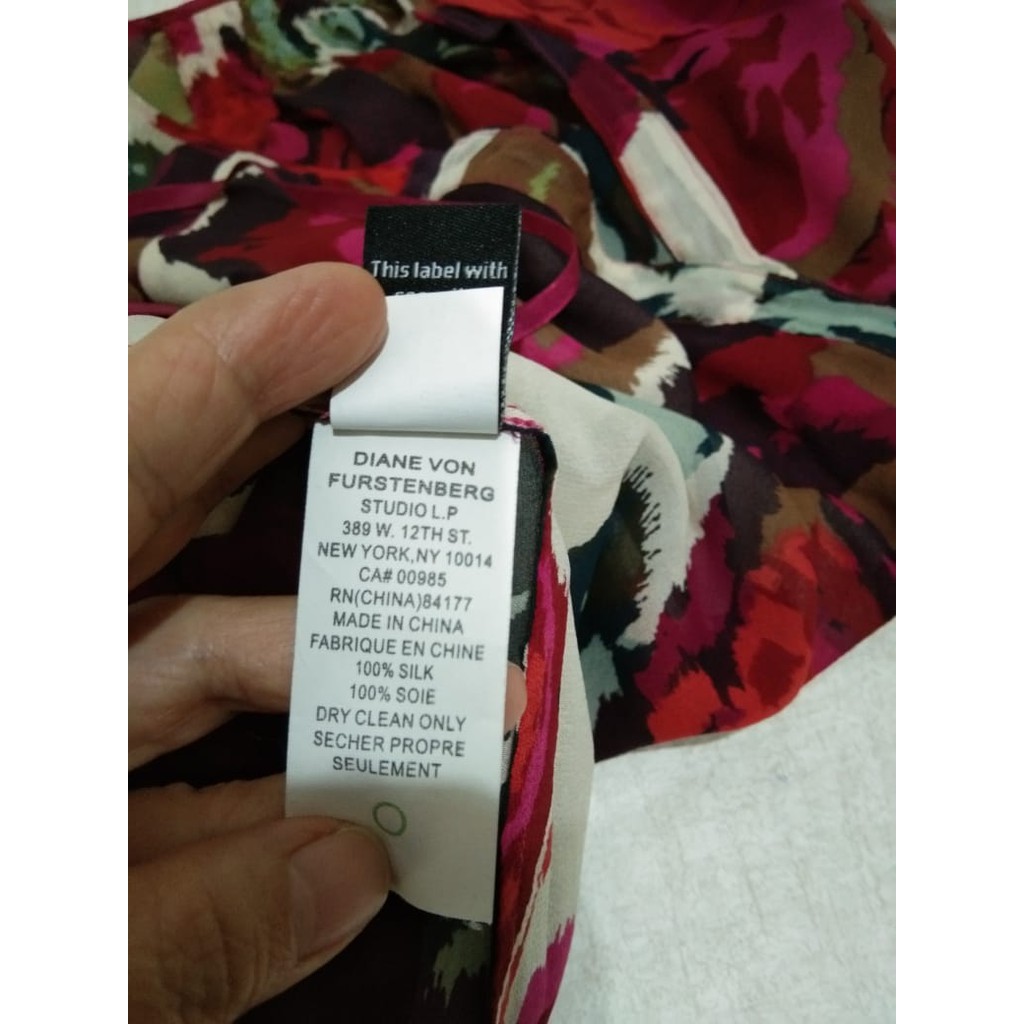 This label with
DIANE VON
FURSTENBERG
STUDIO L.P
389 W. 12TH ST.
NEW YORK,NY 10014
CA# 00985
RN(CHINA)84177
MADE IN CHINA
FABRIQUE EN CHINE
100% SILK
100% SOIE
DRY CLEAN ONLY
SECHER PROPRE
SEULEMENT